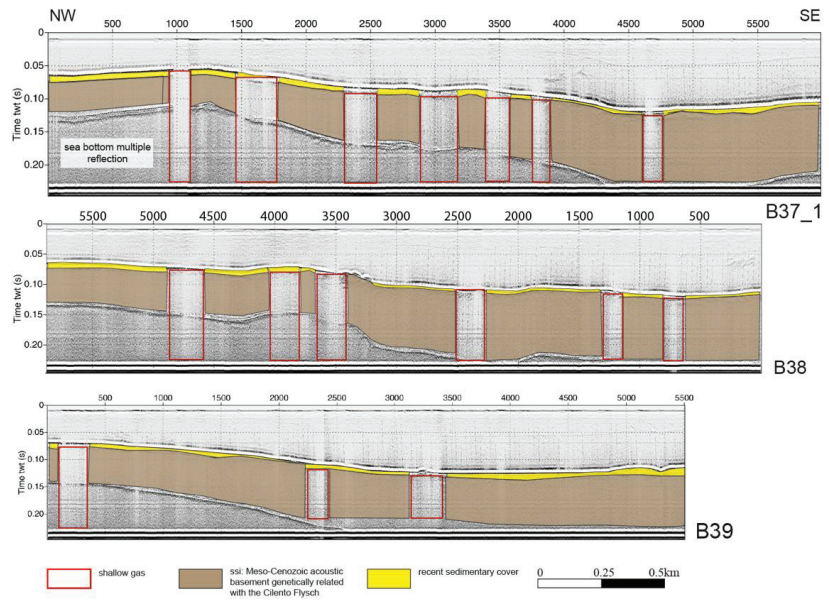 NW SE
500 1000 1500 2000 2500 3000 3500 3800 4500 5000 5500
0
0.05
0.10
0.15
0.20
Time twt (s)
sea bottom multiple
reflection
B37_1
5500 5000 4500 4000 3500 3000 2500 2000 1500 1000 500
0
0.05
0.10
0.15
0.20
Time twt (s)
B38
500 1000 1500 2000 2500 3000 3500 4000 4500 5000 5500
0
0.05
0.10
0.15
0.20
Time twt (s)
B39
shallow gas
ssi: Meso-Cenozoic acoustic
basement genetically related
with the Cilento Flysch
recent sedimentary cover
0 0.25 0.5km